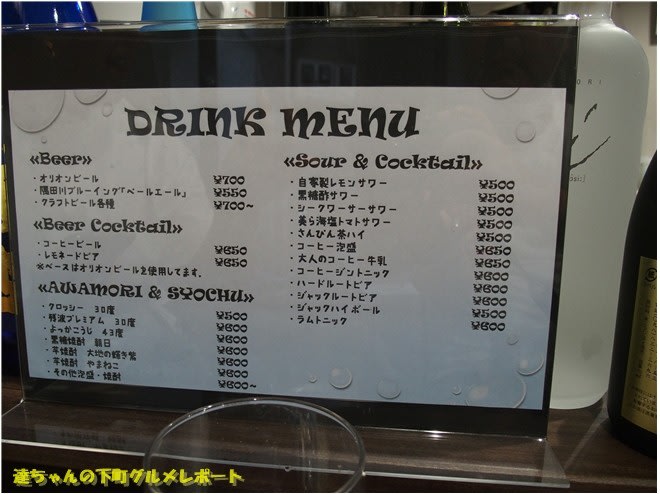 DRINK MENU
«Beer»
・オリオンビール ¥700
・隅田川ブルーイング「ペールエール」 ¥550
・クラフトビール各種 ¥700~
«Beer Cocktail»
・コーヒービール ¥650
・レモネードビア ¥650
※ベースはオリオンビールを使用してます。
«AWAMORI & SYOCHU»
・クロッシー 30度 ¥500
・残波プレミアム 30度 ¥600
・よっかこうじ 43度 ¥600
・黒糖焼酎 翁日 ¥600
・芋焼酎 大地の輝き紫 ¥600
・芋焼酎 やまねこ ¥600
・その他泡盛・焼酎 ¥600~
«Sour & Cocktail»
・自家製レモンサワー ¥500
・黒糖酢サワー ¥500
・シークワーサーサワー ¥500
・美ら海塩トマトサワー ¥500
・さんぴん茶ハイ ¥500
・コーヒー泡盛 ¥650
・大人のコーヒー牛乳 ¥650
・コーヒージントニック ¥600
・ハードルートビア ¥600
・ジャックルートビア ¥600
・ジャックハイボール ¥500
・ラムトニック ¥600
達ちゃんの下町グルメレポート